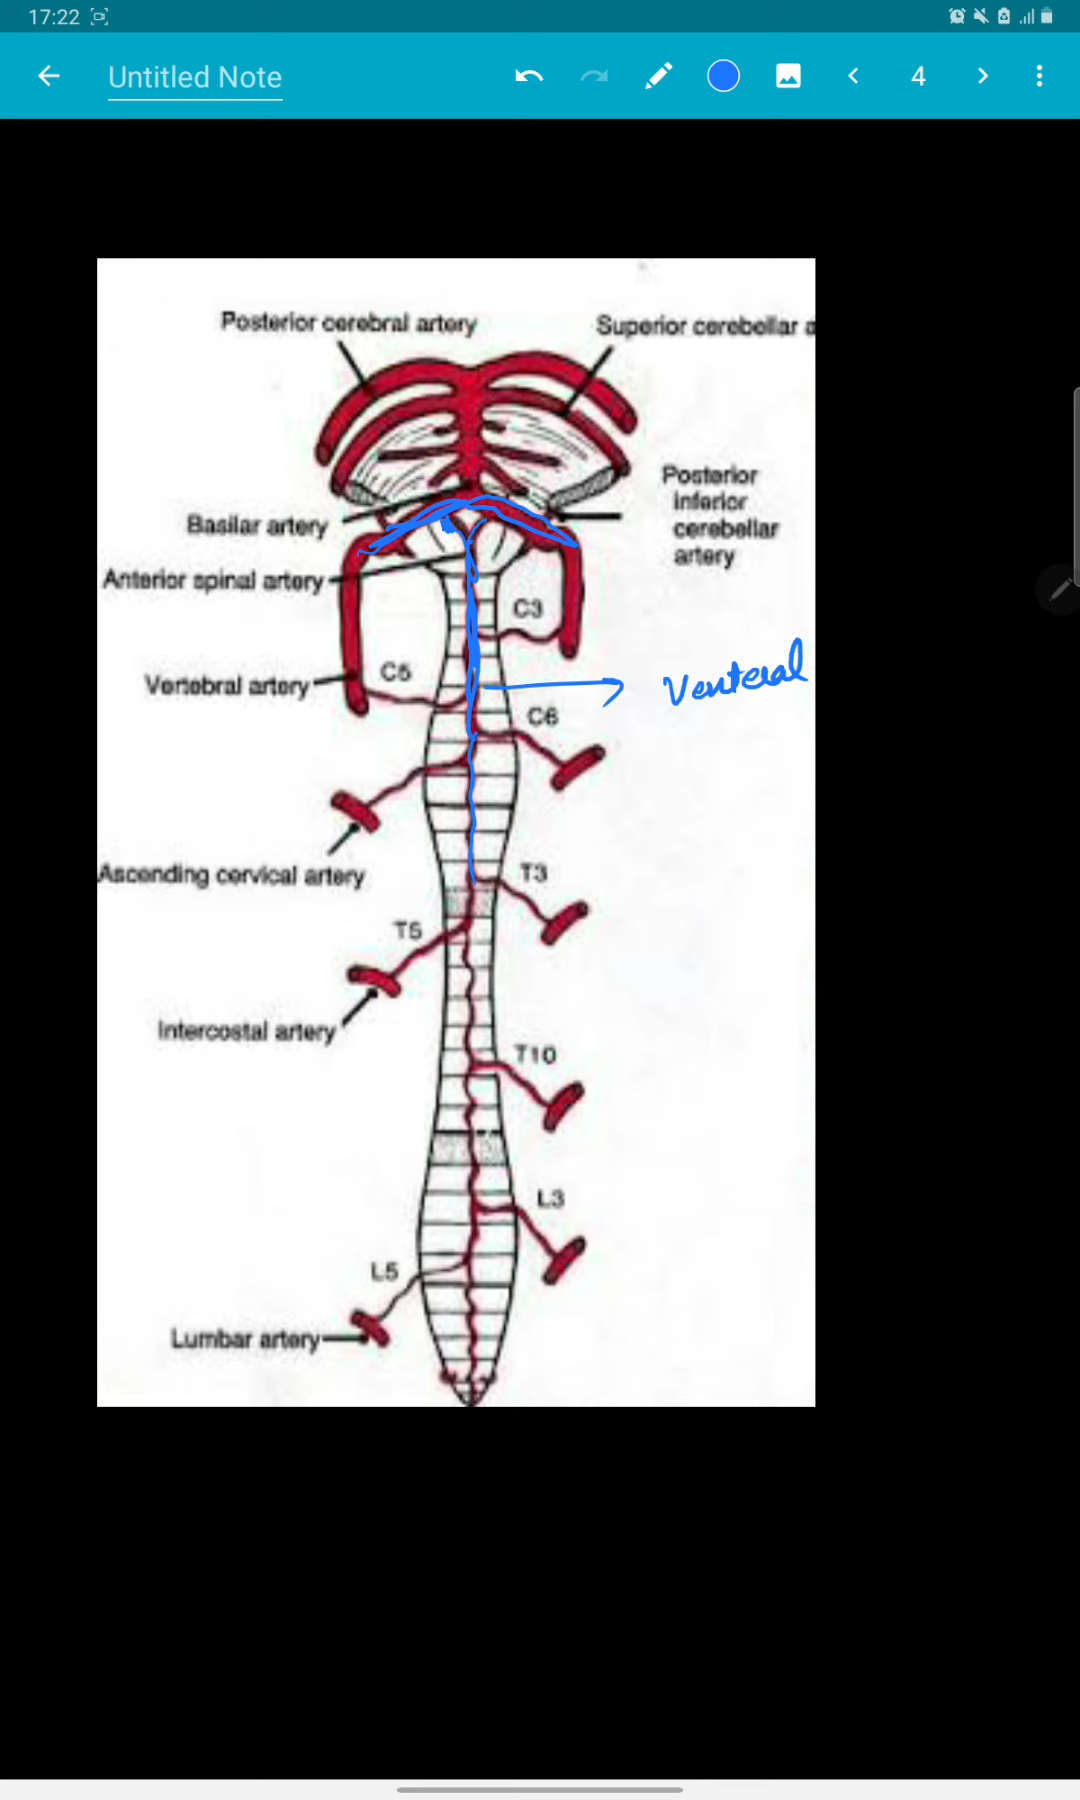 17:22
Untitled Note
4
Posterior cerebral artery
Superior cerebellar a
Posterior
inferior
cerebellar
artery
Basilar artery
Anterior spinal artery
C3
C5
Vertebral artery
Venteral
C6
Ascending cervical artery
T3
T5
Intercostal artery
T10
L3
L5
Lumbar artery